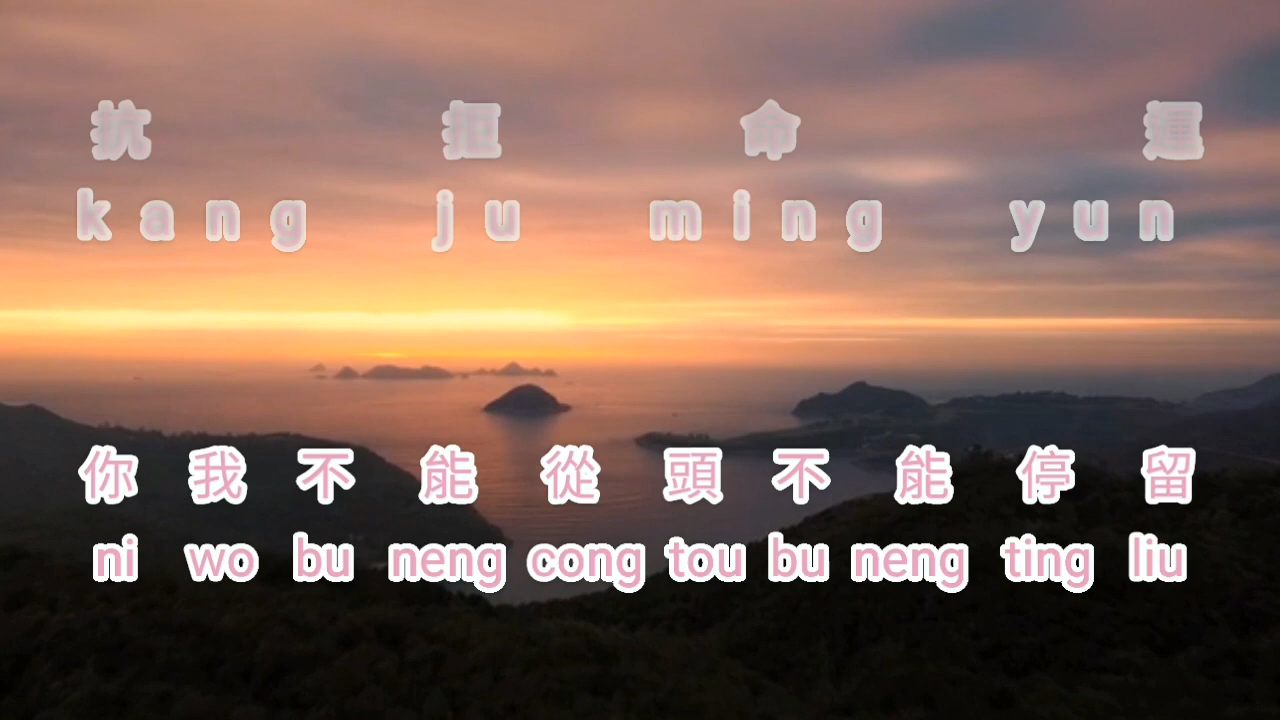 抗 拒 命 運
kang ju ming yun
你 我 不 能 從 頭 不 能 停 留
ni wo bu neng cong tou bu neng ting liu